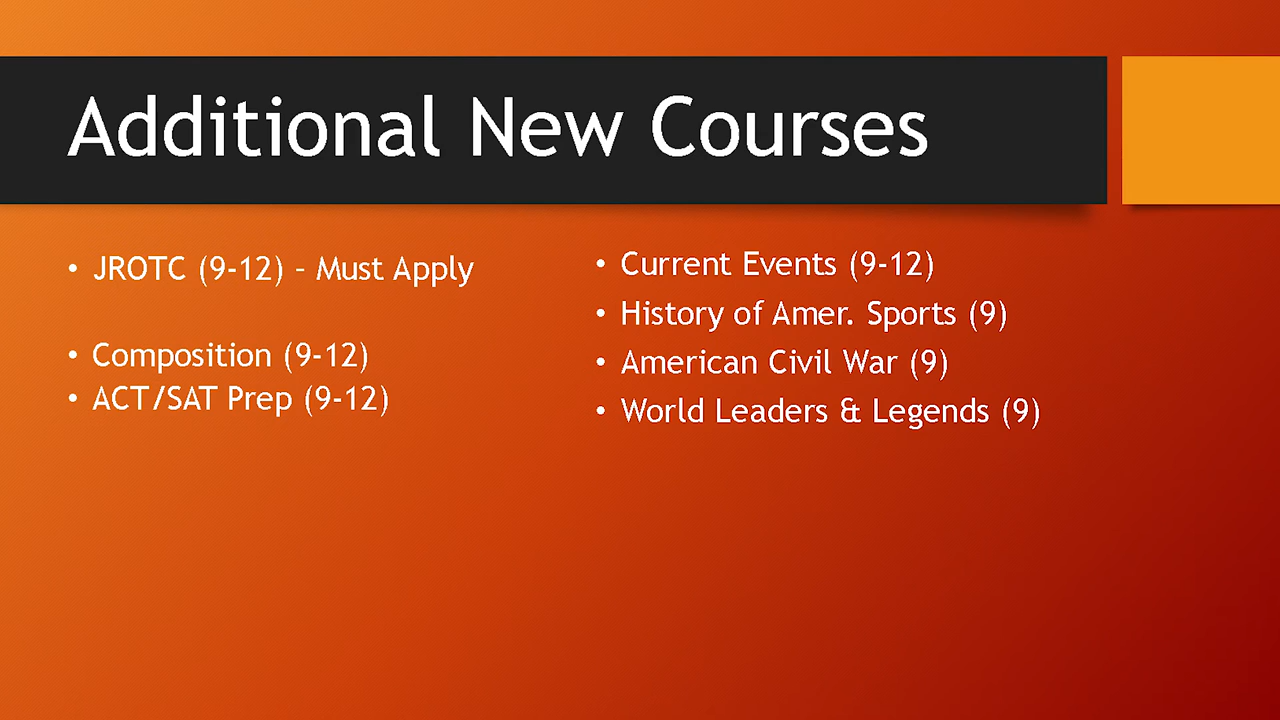 Additional New Courses
• JROTC (9-12) – Must Apply
• Composition (9-12)
• ACT/SAT Prep (9-12)
• Current Events (9-12)
• History of Amer. Sports (9)
• American Civil War (9)
• World Leaders & Legends (9)